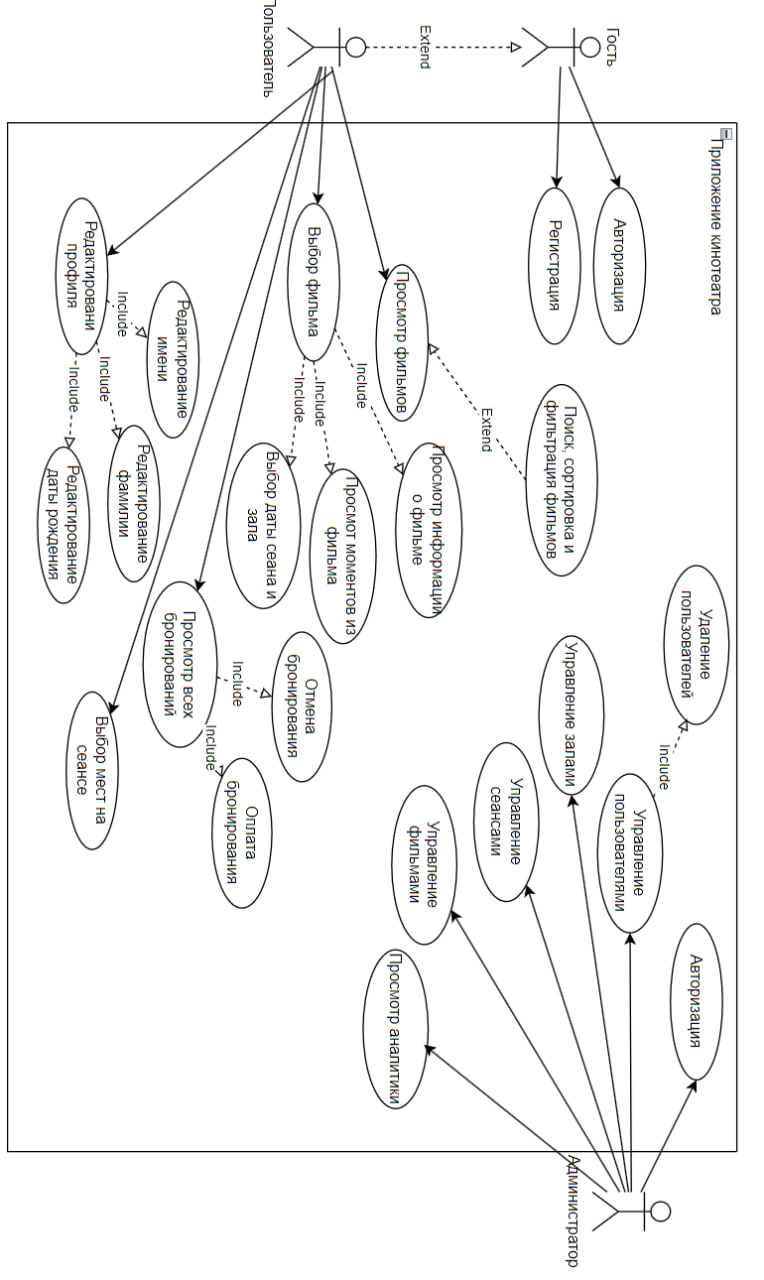 Приложение кинотеатра
Гость
Extend
Пользователь
Авторизация
Регистрация
Поиск, сортировка и
фильтрация фильмов
Extend
Просмотр фильмов
Выбор фильма
Include
Просмотр информации
о фильме
Include
Просмот моментов из
фильма
Include
Выбор даты сеана и
зала
Редактировани
профиля
Include
Редактирование
имени
Include
Редактирование
фамилии
Include
Редактирование
даты рождения
Просмотр всех
бронирований
Include
Отмена
бронирования
Include
Оплата
бронирования
Выбор мест на
сеансе
Удаление
пользователей
Include
Управление
пользователями
Авторизация
Управление залами
Управление
сеансами
Управление
фильмами
Просмотр аналитики
Администратор